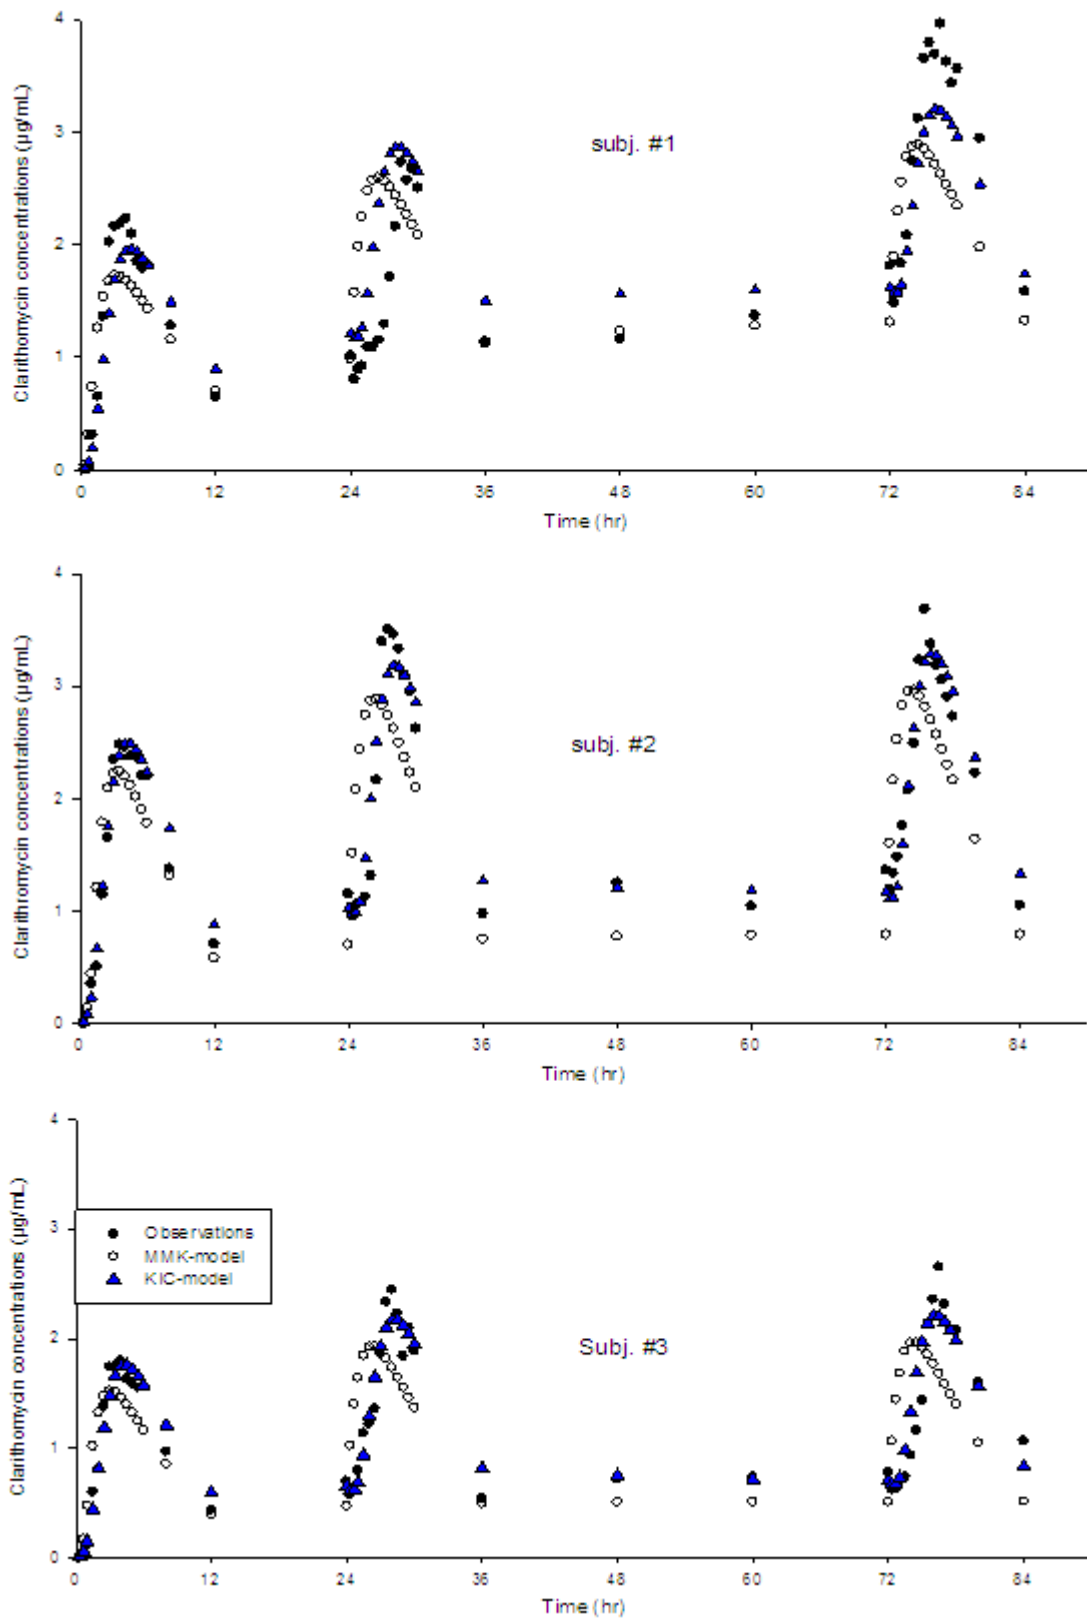 4
3
2
1
0
Clarithomycin concentrations (µg/mL)
subj. #1
0 12 24 36 48 60 72 84
Time (hr)
4
3
2
1
0
Clarithromycin concentrations (µg/mL)
subj. #2
0 12 24 36 48 60 72 84
Time (hr)
4
3
2
1
0
Clarithomycin concentrations (µg/mL)
Observations
MMK-model
KIC-model
Subj. #3
0 12 24 36 48 60 72 84
Time (hr)